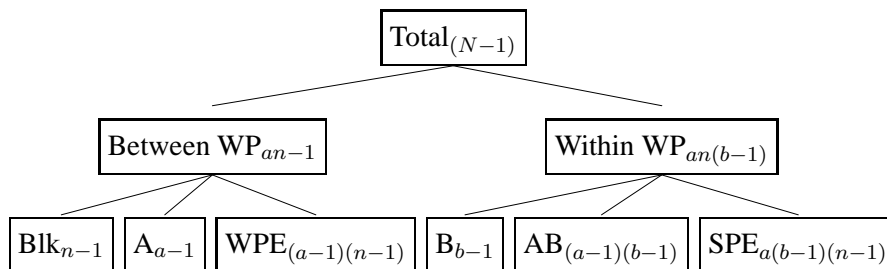 Total(N−1)
Between WPan−1 Within WPan(b−1)
Blkn−1 Aa−1 WPE(a−1)(n−1) Bb−1 AB(a−1)(b−1) SPEa(b−1)(n−1)